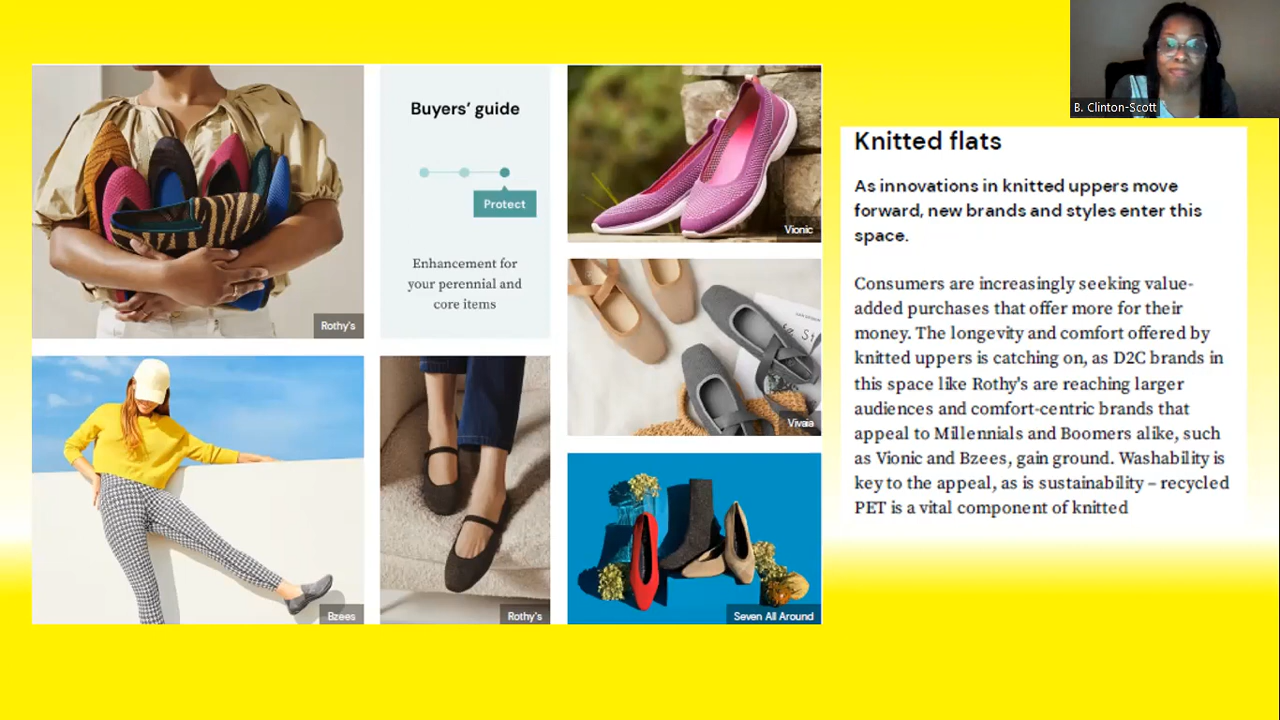 B. Clinton-Scott
Buyers' guide
Protect
Enhancement for
your perennial and
core items
Rothy's
Vionic
Vivaia
Bzees
Rothy's
Seven All Around
Knitted flats
As innovations in knitted uppers move
forward, new brands and styles enter this
space.
Consumers are increasingly seeking value-
added purchases that offer more for their
money. The longevity and comfort offered by
knitted uppers is catching on, as D2C brands in
this space like Rothy's are reaching larger
audiences and comfort-centric brands that
appeal to Millennials and Boomers alike, such
as Vionic and Bzees, gain ground. Washability is
key to the appeal, as is sustainability – recycled
PET is a vital component of knitted